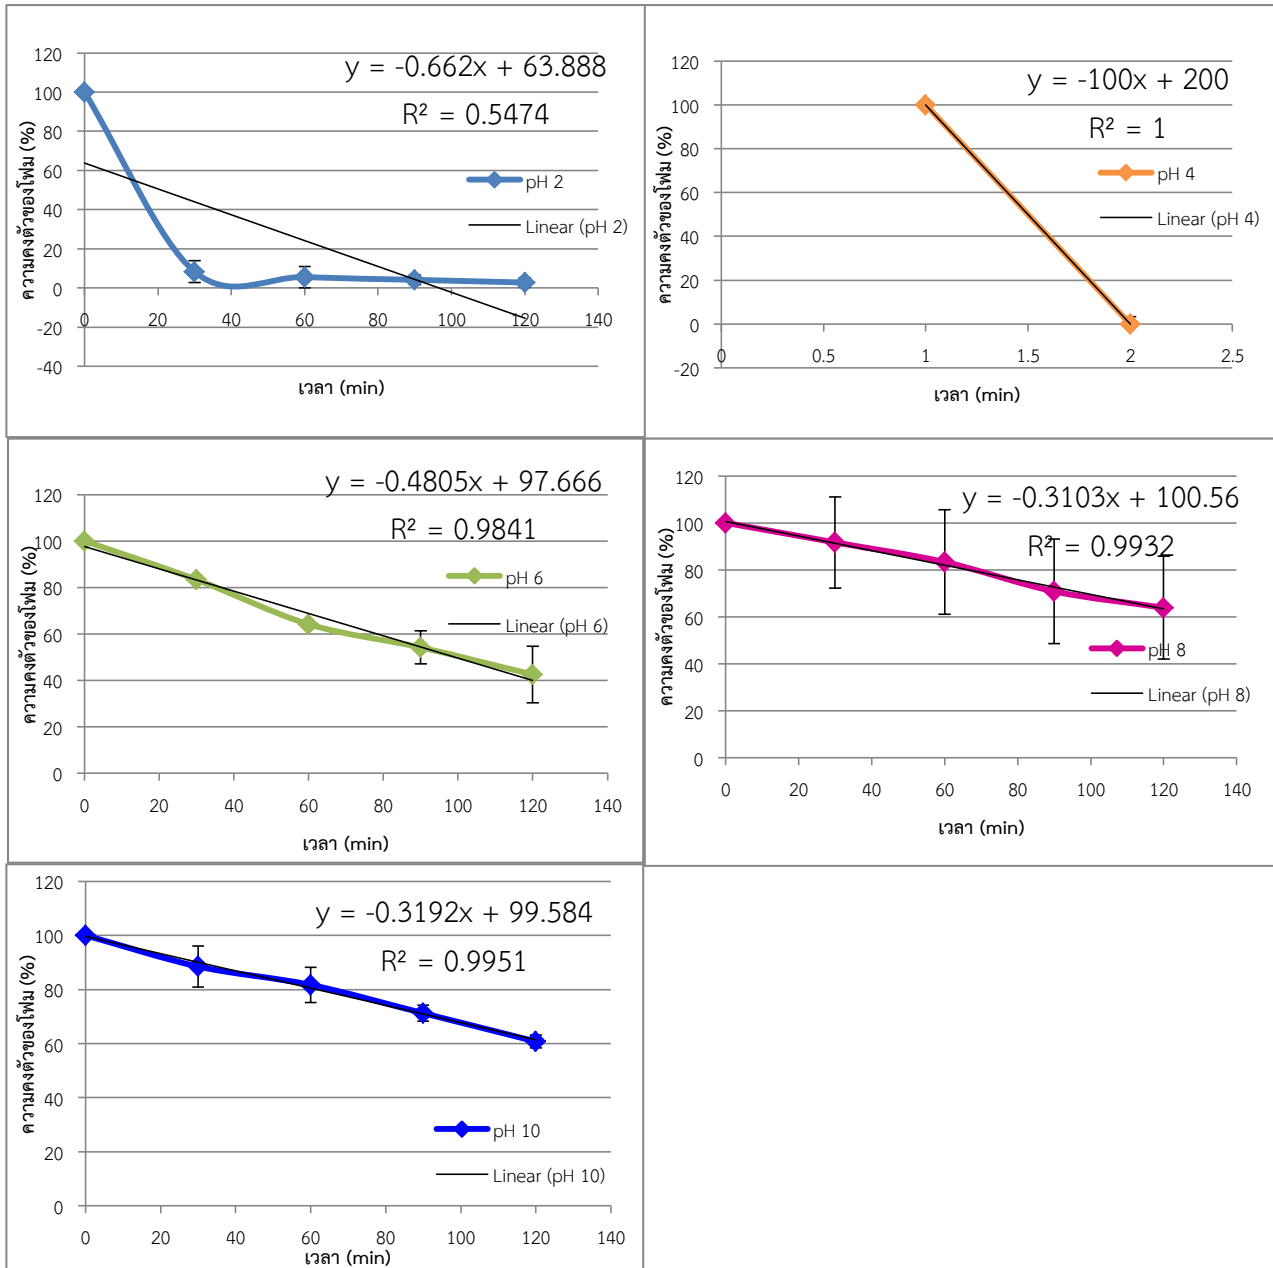 120
100
80
60
40
20
0
-20
-40
0
20
40
60
80
100
120
140
ความคงตัวของโฟม (%)
เวลา (min)
y = -0.662x + 63.888
R² = 0.5474
pH 2
Linear (pH 2)
120
100
80
60
40
20
0
-20
0
0.5
1
1.5
2
2.5
ความคงตัวของโฟม (%)
เวลา (min)
y = -100x + 200
R² = 1
pH 4
Linear (pH 4)
120
100
80
60
40
20
0
0
20
40
60
80
100
120
140
ความคงตัวของโฟม (%)
เวลา (min)
y = -0.4805x + 97.666
R² = 0.9841
pH 6
Linear (pH 6)
120
100
80
60
40
20
0
0
20
40
60
80
100
120
140
ความคงตัวของโฟม (%)
เวลา (min)
y = -0.3103x + 100.56
R² = 0.9932
pH 8
Linear (pH 8)
120
100
80
60
40
20
0
0
20
40
60
80
100
120
140
ความคงตัวของโฟม (%)
เวลา (min)
y = -0.3192x + 99.584
R² = 0.9951
pH 10
Linear (pH 10)